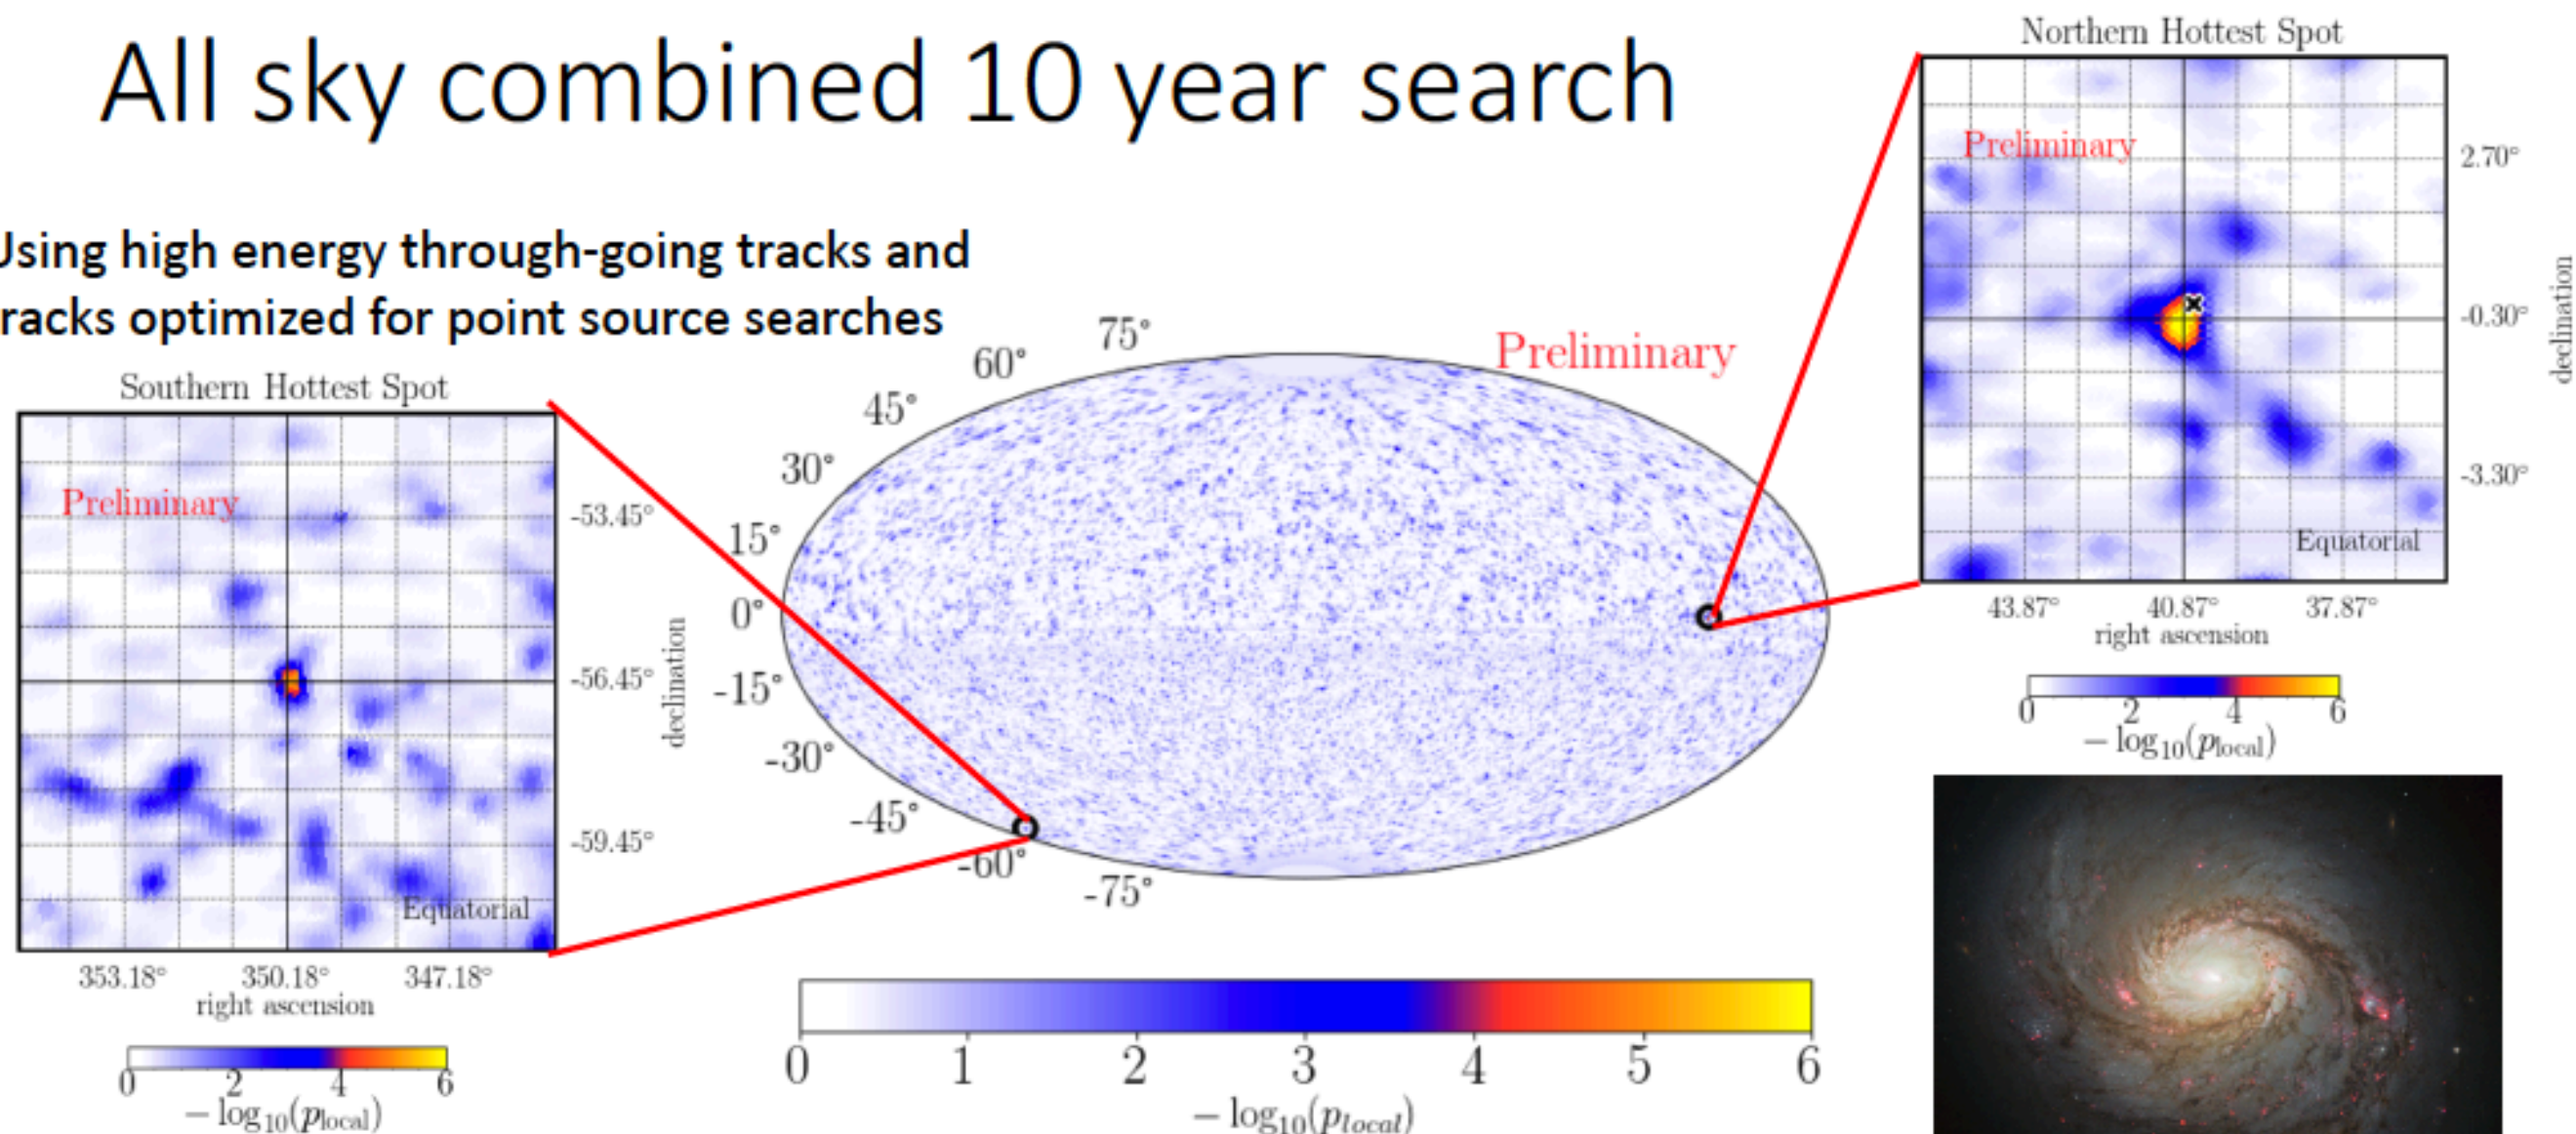 All sky combined 10 year search
Using high energy through-going tracks and
racks optimized for point source searches
Southern Hottest Spot
Preliminary
-53.45°
-56.45°
-59.45°
declination
Equatorial
353.18° 350.18° 347.18°
right ascension
0 2 4 6
− log10(plocal)
Preliminary
75°
60°
45°
30°
15°
0°
-15°
-30°
-45°
-60°
-75°
0 1 2 3 4 5 6
− log10(plocal)
Northern Hottest Spot
Preliminary
2.70°
-0.30°
-3.30°
declination
Equatorial
43.87° 40.87° 37.87°
right ascension
0 2 4 6
− log10(plocal)